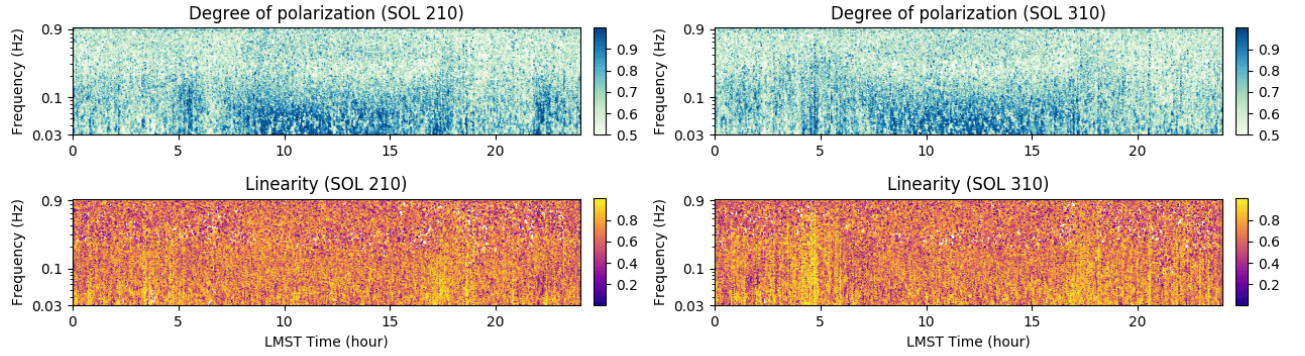 Degree of polarization (SOL 210)
Frequency (Hz)
0.9
0.1
0.03
0 5 10 15 20
0.9
0.8
0.7
0.6
0.5
Degree of polarization (SOL 310)
Frequency (Hz)
0.9
0.1
0.03
0 5 10 15 20
0.9
0.8
0.7
0.6
0.5
Linearity (SOL 210)
Frequency (Hz)
0.9
0.1
0.03
0 5 10 15 20
LMST Time (hour)
0.8
0.6
0.4
0.2
Linearity (SOL 310)
Frequency (Hz)
0.9
0.1
0.03
0 5 10 15 20
LMST Time (hour)
0.8
0.6
0.4
0.2